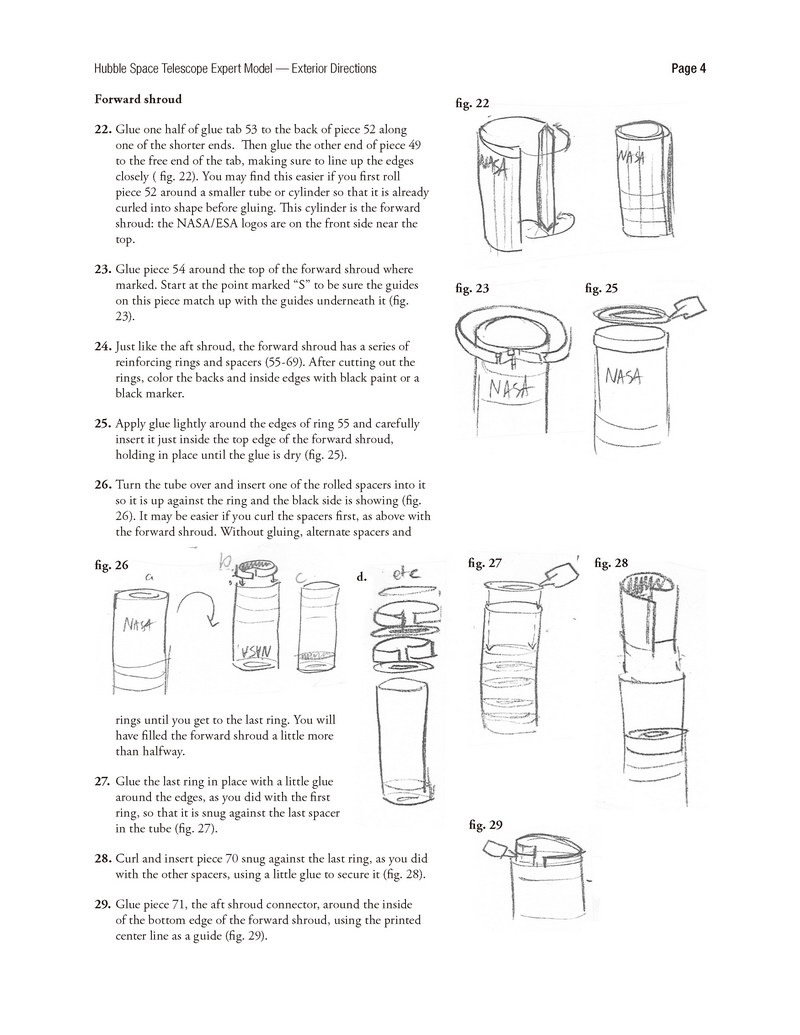 Hubble Space Telescope Expert Model — Exterior Directions
Page 4
Forward shroud
22. Glue one half of glue tab 53 to the back of piece 52 along
one of the shorter ends.  Then glue the other end of piece 49
to the free end of the tab, making sure to line up the edges
closely ( fig. 22). You may find this easier if you first roll
piece 52 around a smaller tube or cylinder so that it is already
curled into shape before gluing. This cylinder is the forward
shroud: the NASA/ESA logos are on the front side near the
top.
23. Glue piece 54 around the top of the forward shroud where
marked. Start at the point marked “S” to be sure the guides
on this piece match up with the guides underneath it (fig.
23).
24. Just like the aft shroud, the forward shroud has a series of
reinforcing rings and spacers (55-69). After cutting out the
rings, color the backs and inside edges with black paint or a
black marker.
25. Apply glue lightly around the edges of ring 55 and carefully
insert it just inside the top edge of the forward shroud,
holding in place until the glue is dry (fig. 25).
26. Turn the tube over and insert one of the rolled spacers into it
so it is up against the ring and the black side is showing (fig.
26). It may be easier if you curl the spacers first, as above with
the forward shroud. Without gluing, alternate spacers and
fig. 22
NASA
NASA
fig. 23
NASA
fig. 25
NASA
fig. 26
a
NASA
b.
NASA
c
d.
etc
fig. 27
fig. 28
rings until you get to the last ring. You will
have filled the forward shroud a little more
than halfway.
27. Glue the last ring in place with a little glue
around the edges, as you did with the first
ring, so that it is snug against the last spacer
in the tube (fig. 27).
28. Curl and insert piece 70 snug against the last ring, as you did
with the other spacers, using a little glue to secure it (fig. 28).
29. Glue piece 71, the aft shroud connector, around the inside
of the bottom edge of the forward shroud, using the printed
center line as a guide (fig. 29).
fig. 29